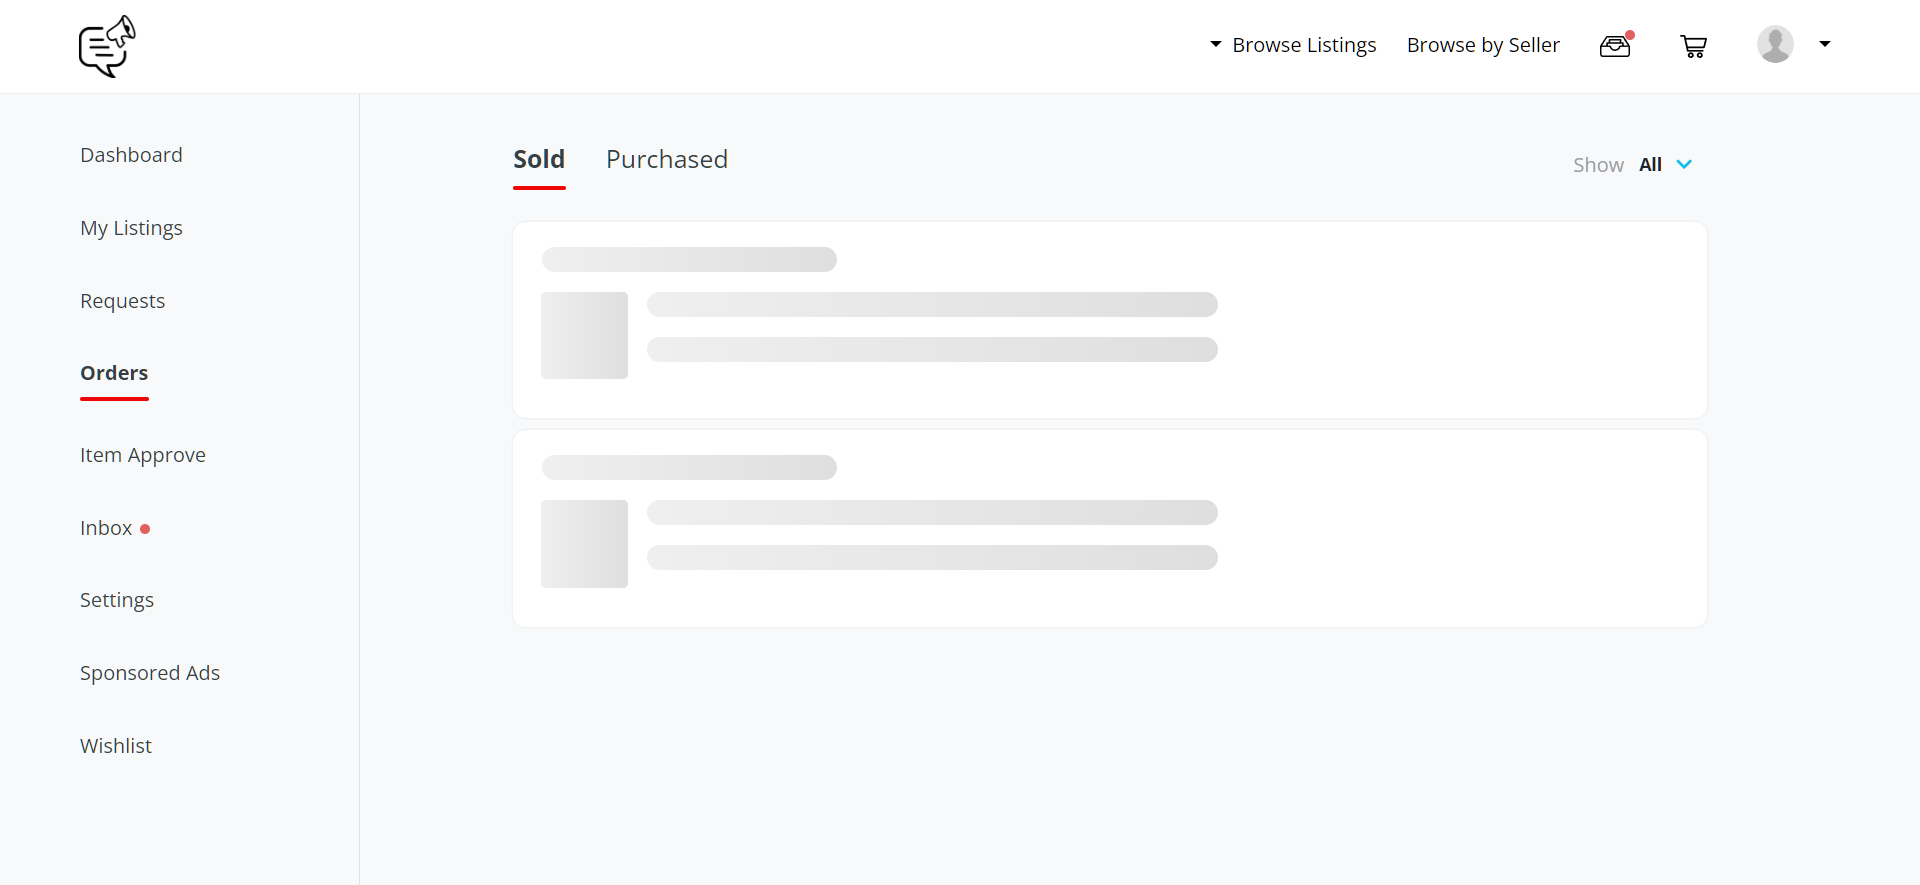 Browse Listings
Browse by Seller
Dashboard
My Listings
Requests
Orders
Item Approve
Inbox
Settings
Sponsored Ads
Wishlist
Sold
Purchased
Show All